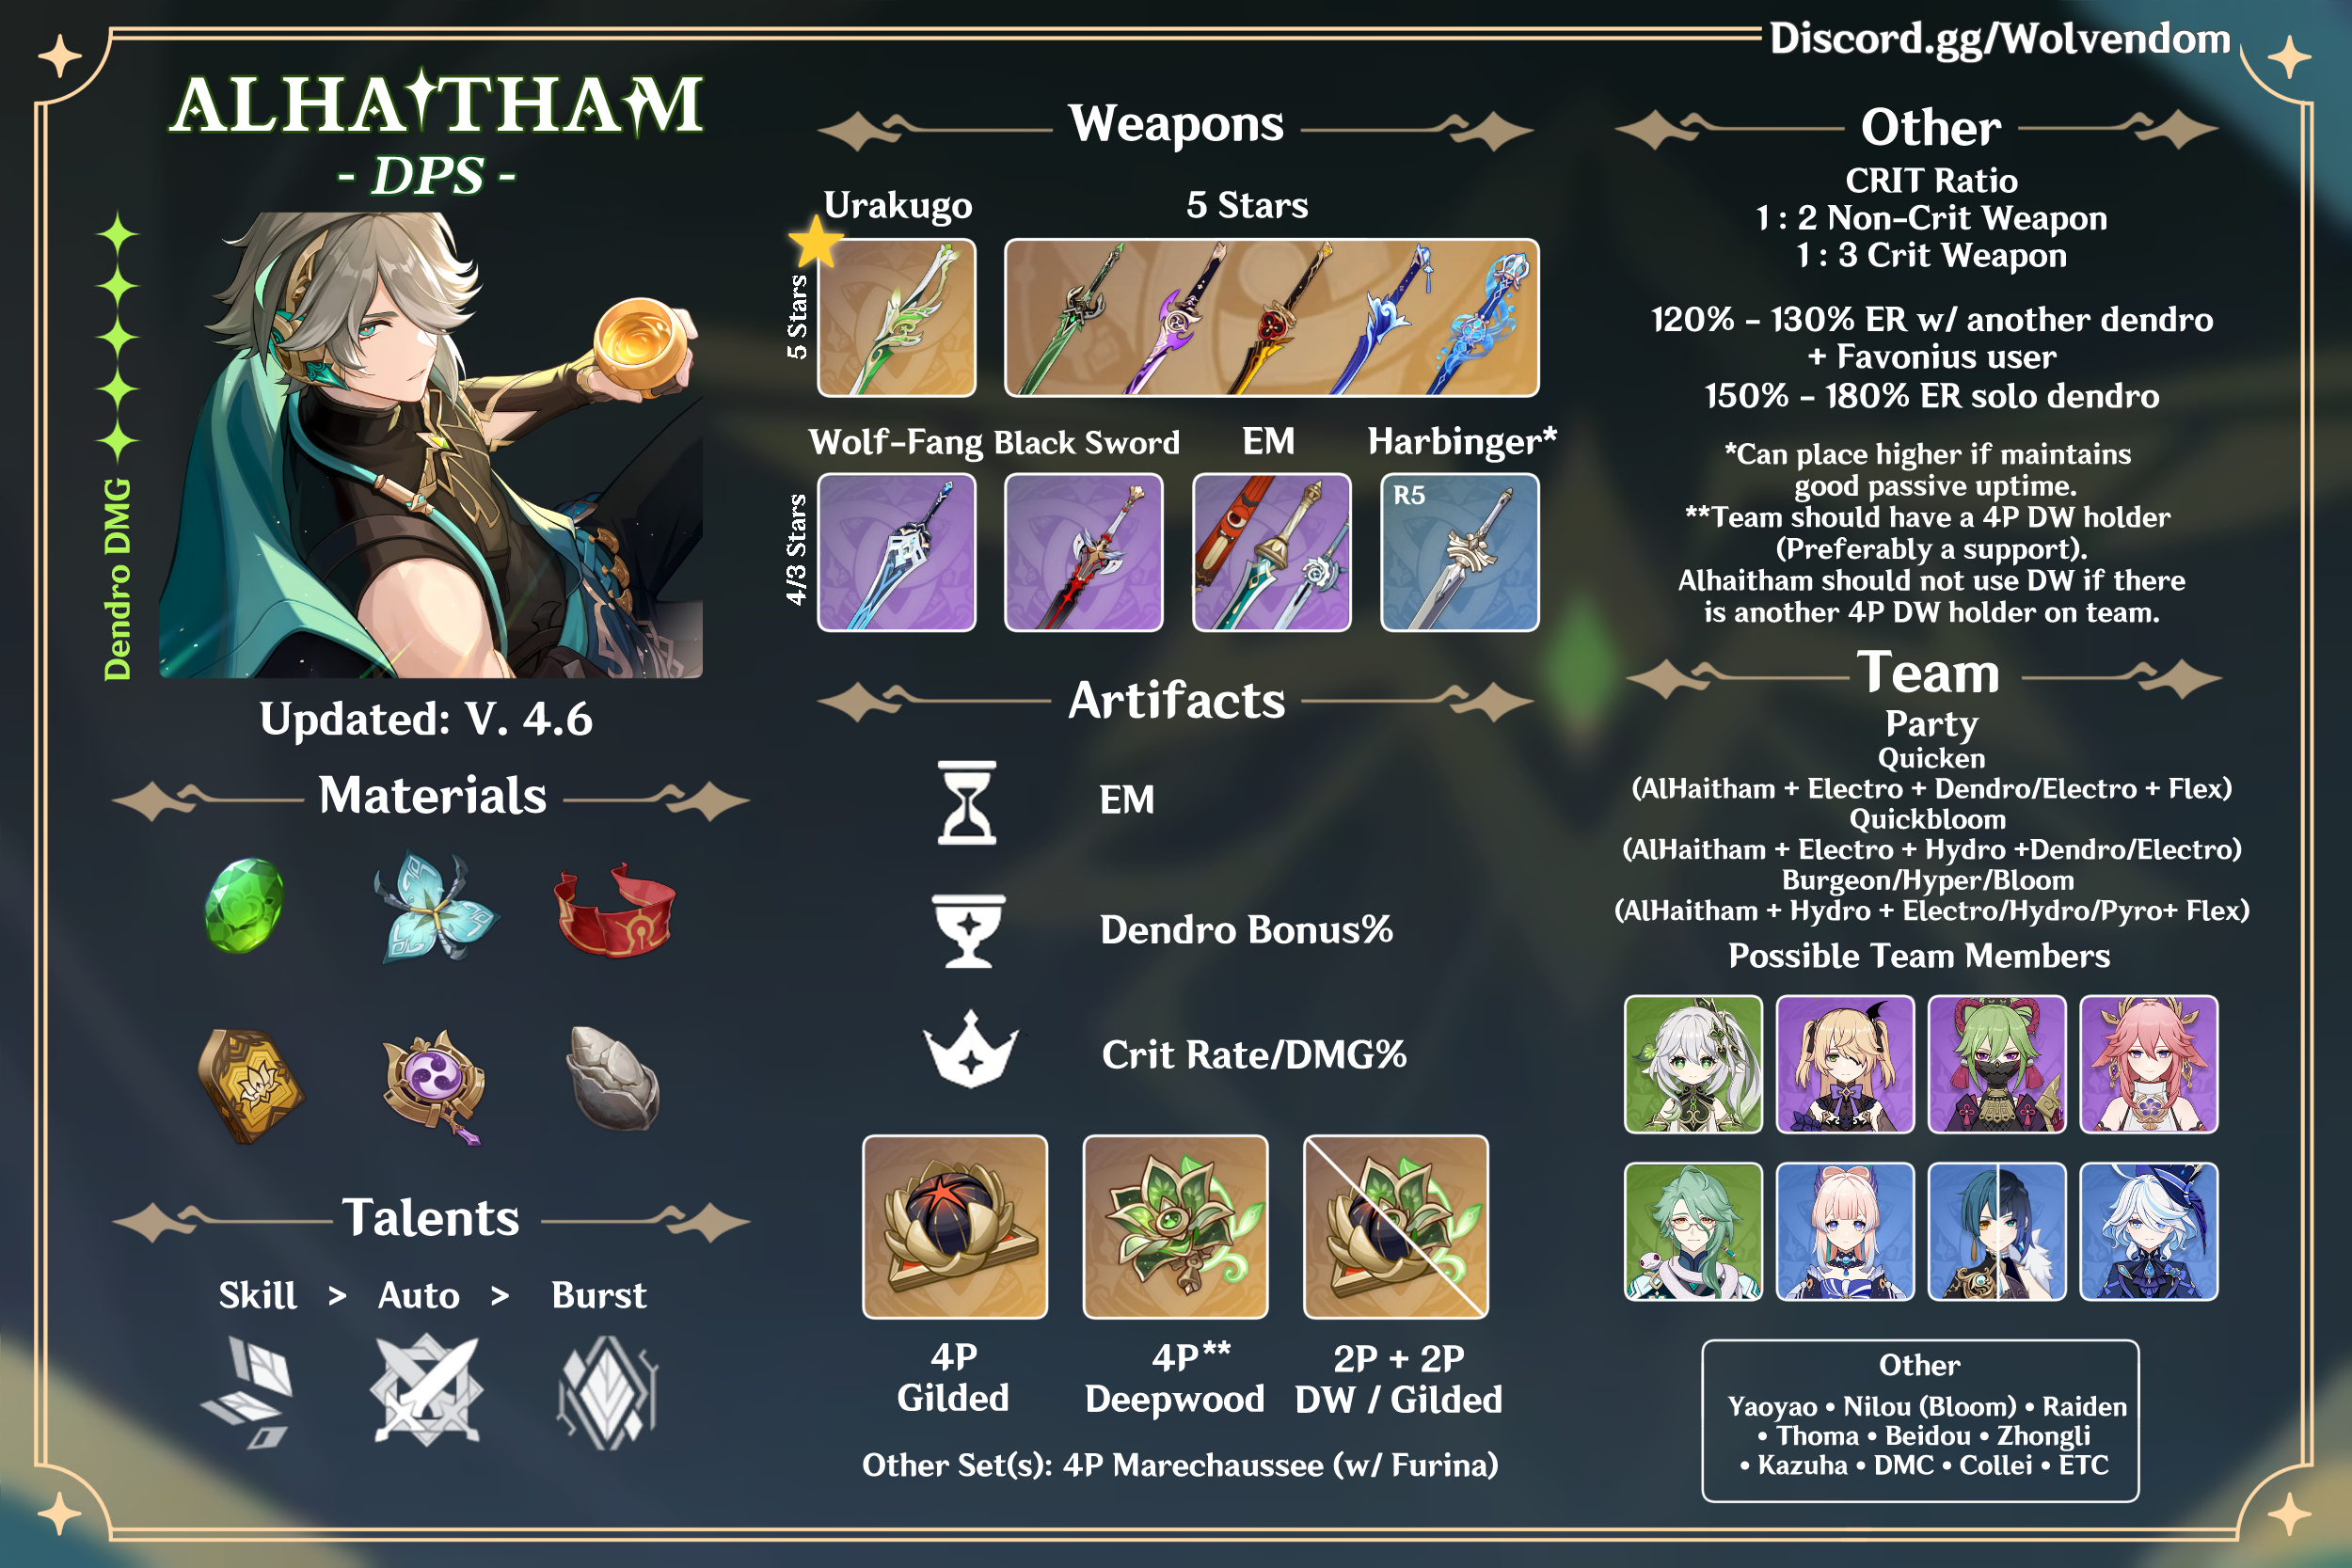 Discord.gg/Wolvendom
ALHAITHAM
- DPS -
Dendro DMG
Updated: V. 4.6
Materials
Talents
Skill > Auto > Burst
Weapons
Urakugo
5 Stars
5 Stars
Wolf-Fang
Black Sword
EM
Harbinger*
4/3 Stars
R5
Artifacts
EM
Dendro Bonus%
Crit Rate/DMG%
4P
Gilded
4P**
Deepwood
2P + 2P
DW / Gilded
Other Set(s): 4P Marechaussee (w/ Furina)
Other
CRIT Ratio
1 : 2 Non-Crit Weapon
1 : 3 Crit Weapon
120% - 130% ER w/ another dendro
+ Favonius user
150% - 180% ER solo dendro
*Can place higher if maintains
good passive uptime.
**Team should have a 4P DW holder
(Preferably a support).
Alhaitham should not use DW if there
is another 4P DW holder on team.
Team
Party
Quicken
(AlHaitham + Electro + Dendro/Electro + Flex)
Quickbloom
(AlHaitham + Electro + Hydro +Dendro/Electro)
Burgeon/Hyper/Bloom
(AlHaitham + Hydro + Electro/Hydro/Pyro+ Flex)
Possible Team Members
Other
Yaoyao • Nilou (Bloom) • Raiden
• Thoma • Beidou • Zhongli
• Kazuha • DMC • Collei • ETC